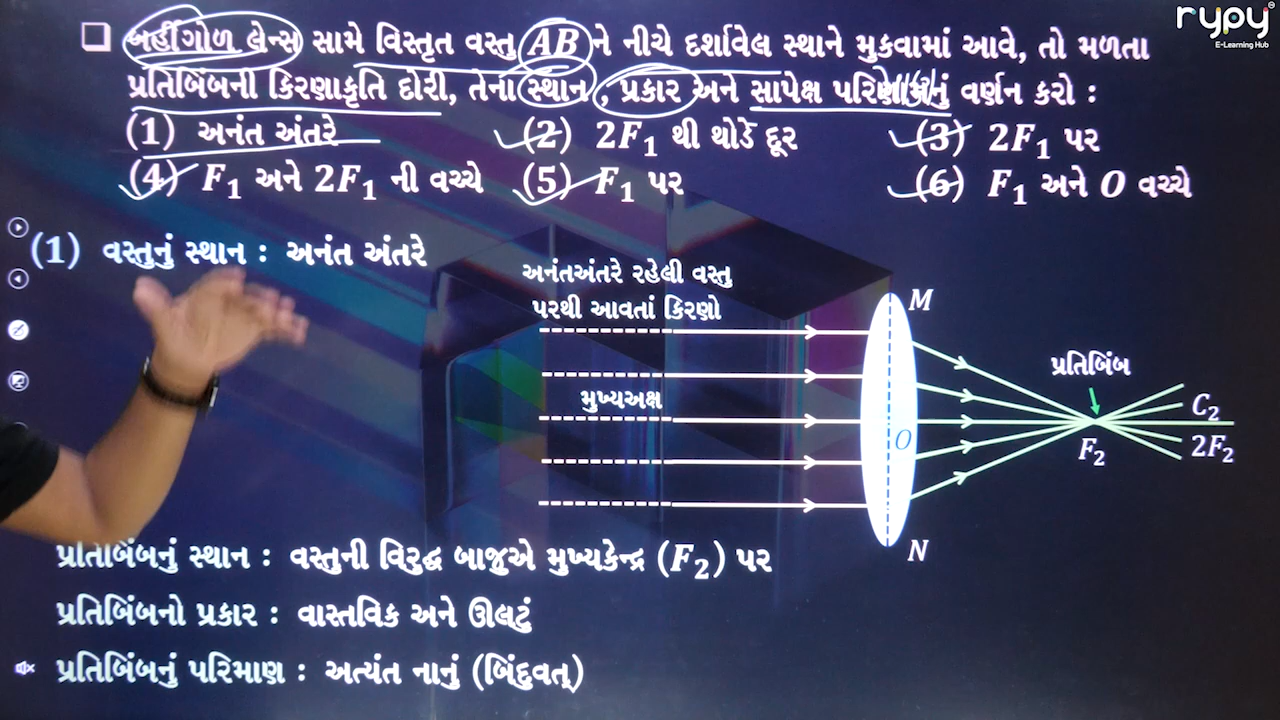 rypy
E-Learning Hub
❑ બહીર્ગોળ લેન્સ સામે વિસ્તૃત વસ્તુ AB ને નીચે દર્શાવેલ સ્થાને મુકવામાં આવે, તો મળતા
પ્રતિબિંબની કિરણાકૃતિ દોરી, તેના સ્થાન, પ્રકાર અને સાપેક્ષ પરિણામનું વર્ણન કરો :
(1) અનંત અંતરે (2) 2F₁ થી થોડે દૂર (3) 2F₁ પર
(4) F₁ અને 2F₁ ની વચ્ચે (5) F₁ પર (6) F₁ અને O વચ્ચે
(1) વસ્તુનું સ્થાન : અનંત અંતરે
અનંતઅંતરે રહેલી વસ્તુ
પરથી આવતાં કિરણો
M
પ્રતિબિંબ
મુખ્યઅક્ષ
C₂
O
F₂
2F₂
N
પ્રતિબિંબનું સ્થાન : વસ્તુની વિરુદ્ધ બાજુએ મુખ્યકેન્દ્ર (F₂) પર
પ્રતિબિંબનો પ્રકાર : વાસ્તવિક અને ઊલટું
પ્રતિબિંબનું પરિમાણ : અત્યંત નાનું (બિંદુવત્)